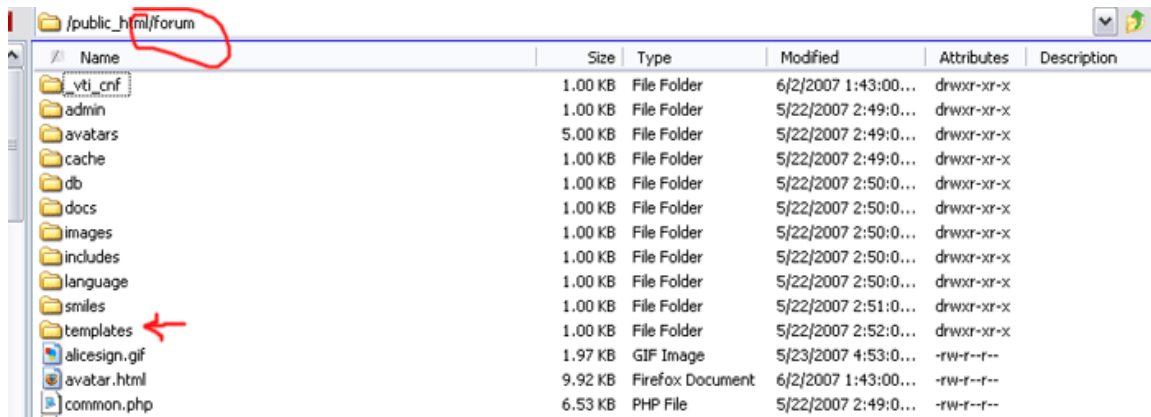 /public_html/forum
Name Size Type Modified Attributes Description
_vti_cnf 1.00 KB File Folder 6/2/2007 1:43:00... drwxr-xr-x
admin 1.00 KB File Folder 5/22/2007 2:49:0... drwxr-xr-x
avatars 5.00 KB File Folder 5/22/2007 2:49:0... drwxr-xr-x
cache 1.00 KB File Folder 5/22/2007 2:49:0... drwxr-xr-x
db 1.00 KB File Folder 5/22/2007 2:50:0... drwxr-xr-x
docs 1.00 KB File Folder 5/22/2007 2:50:0... drwxr-xr-x
images 1.00 KB File Folder 5/22/2007 2:50:0... drwxr-xr-x
includes 1.00 KB File Folder 5/22/2007 2:50:0... drwxr-xr-x
language 1.00 KB File Folder 5/22/2007 2:50:0... drwxr-xr-x
smiles 1.00 KB File Folder 5/22/2007 2:51:0... drwxr-xr-x
templates 1.00 KB File Folder 5/22/2007 2:52:0... drwxr-xr-x
alicesign.gif 1.97 KB GIF Image 5/23/2007 4:53:0... -rw-r--r--
avatar.html 9.92 KB Firefox Document 6/2/2007 1:43:00... -rw-r--r--
common.php 6.53 KB PHP File 5/22/2007 2:49:0... -rw-r--r--